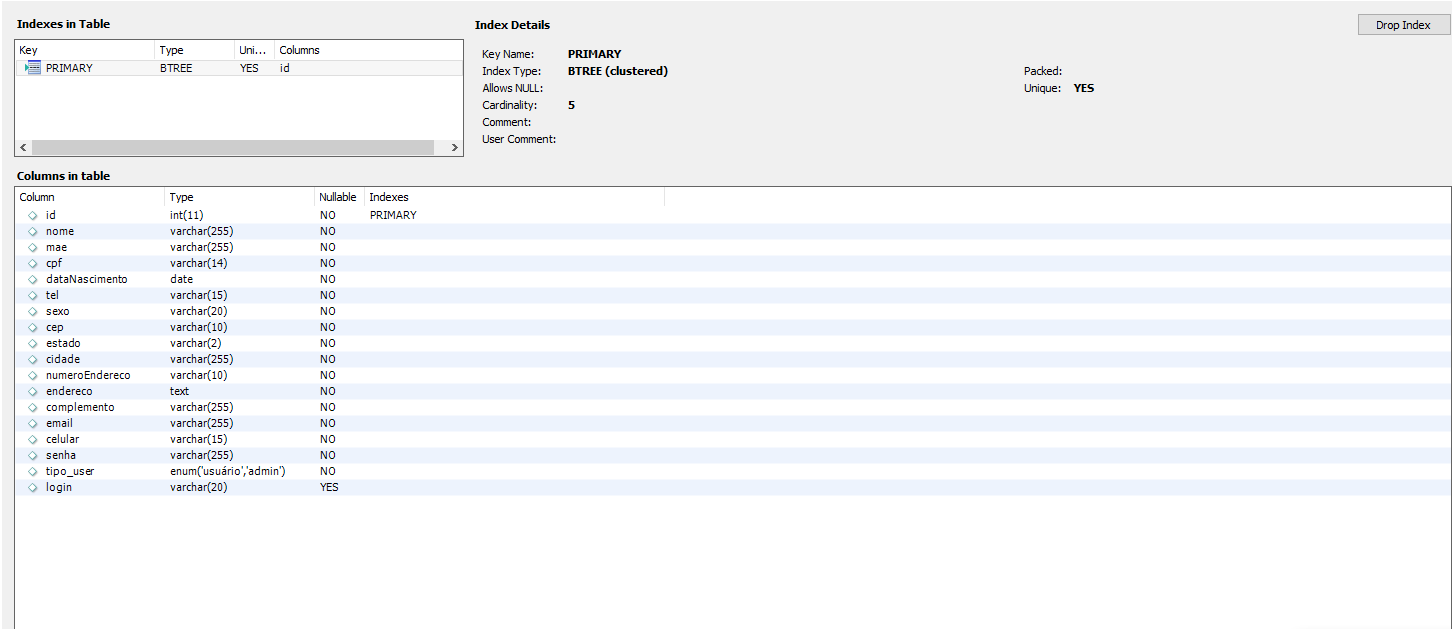 Indexes in Table
Key Type Uni... Columns
PRIMARY BTREE YES id
Index Details
Drop Index
Key Name: PRIMARY
Index Type: BTREE (clustered) Packed:
Allows NULL: Unique: YES
Cardinality: 5
Comment:
User Comment:
Columns in table
Column Type Nullable Indexes
id int(11) NO PRIMARY
nome varchar(255) NO
mae varchar(255) NO
cpf varchar(14) NO
dataNascimento date NO
tel varchar(15) NO
sexo varchar(20) NO
cep varchar(10) NO
estado varchar(2) NO
cidade varchar(255) NO
numeroEndereco varchar(10) NO
endereco text NO
complemento varchar(255) NO
email varchar(255) NO
celular varchar(15) NO
senha varchar(255) NO
tipo_user enum('usuário','admin') NO
login varchar(20) YES